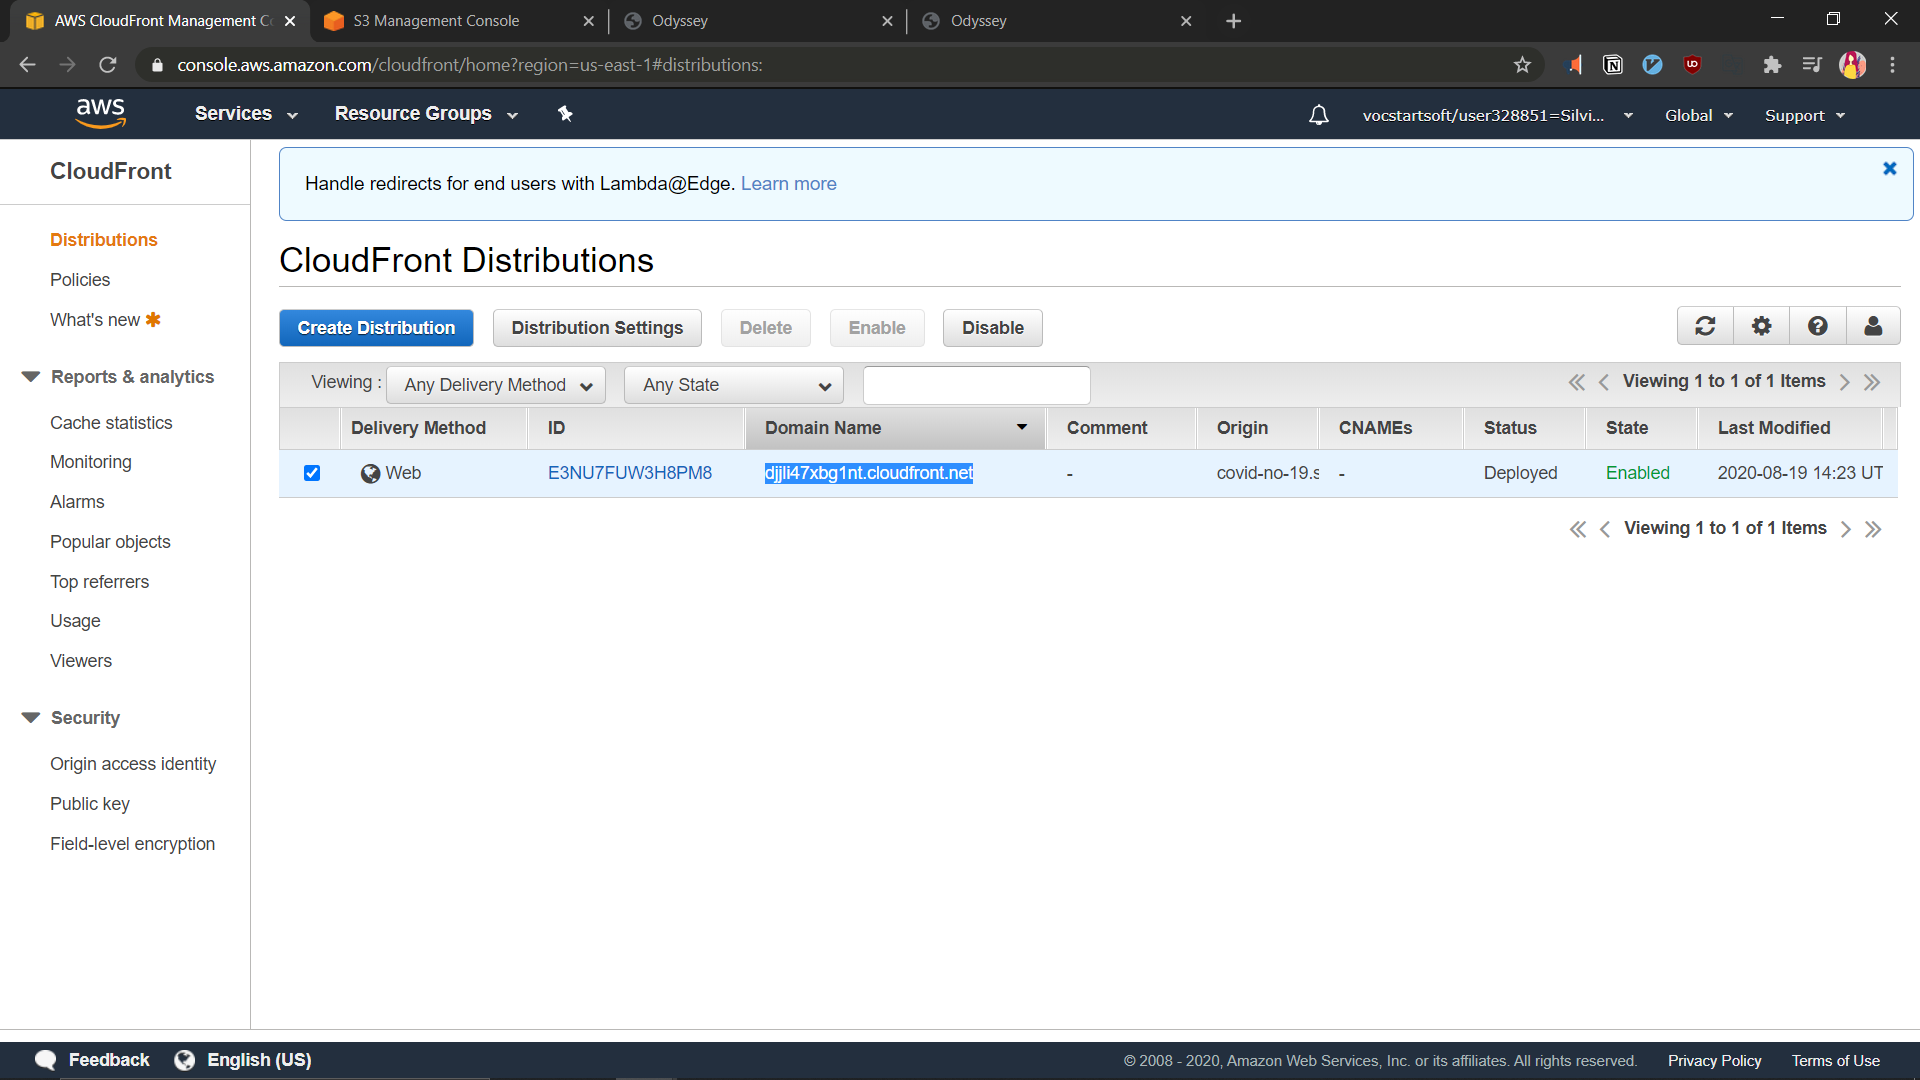 AWS CloudFront Management Co
S3 Management Console
Odyssey
Odyssey
console.aws.amazon.com/cloudfront/home?region=us-east-1#distributions:
aws
Services
Resource Groups
vocstartsoft/user328851=Silvi...
Global
Support
CloudFront
Distributions
Policies
What's new
Reports & analytics
Cache statistics
Monitoring
Alarms
Popular objects
Top referrers
Usage
Viewers
Security
Origin access identity
Public key
Field-level encryption
Handle redirects for end users with Lambda@Edge. Learn more
CloudFront Distributions
Create Distribution
Distribution Settings
Delete
Enable
Disable
Viewing :
Any Delivery Method
Any State
Viewing 1 to 1 of 1 Items
Delivery Method
ID
Domain Name
Comment
Origin
CNAMEs
Status
State
Last Modified
Web
E3NU7FUW3H8PM8
djjli47xbg1nt.cloudfront.net
-
covid-no-19.s
-
Deployed
Enabled
2020-08-19 14:23 UT
Viewing 1 to 1 of 1 Items
Feedback
English (US)
© 2008 - 2020, Amazon Web Services, Inc. or its affiliates. All rights reserved.
Privacy Policy
Terms of Use